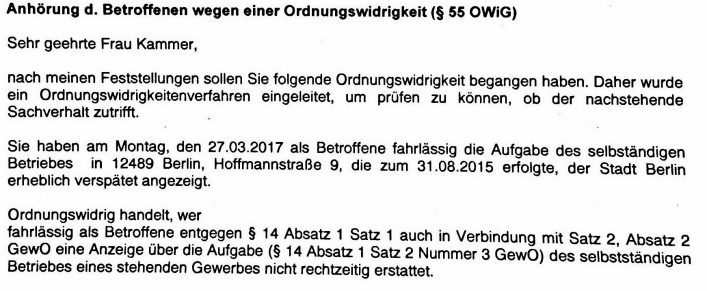 Anhörung d. Betroffenen wegen einer Ordnungswidrigkeit (§ 55 OWiG)
Sehr geehrte Frau Kammer,
nach meinen Feststellungen sollen Sie folgende Ordnungswidrigkeit begangen haben. Daher wurde
ein Ordnungswidrigkeitenverfahren eingeleitet, um prüfen zu können, ob der nachstehende
Sachverhalt zutrifft.
Sie haben am Montag, den 27.03.2017 als Betroffene fahrlässig die Aufgabe des selbständigen
Betriebes in 12489 Berlin, Hoffmannstraße 9, die zum 31.08.2015 erfolgte, der Stadt Berlin
erheblich verspätet angezeigt.
Ordnungswidrig handelt, wer
fahrlässig als Betroffene entgegen § 14 Absatz 1 Satz 1 auch in Verbindung mit Satz 2, Absatz 2
GewO eine Anzeige über die Aufgabe (§ 14 Absatz 1 Satz 2 Nummer 3 GewO) des selbstständigen
Betriebes eines stehenden Gewerbes nicht rechtzeitig erstattet.